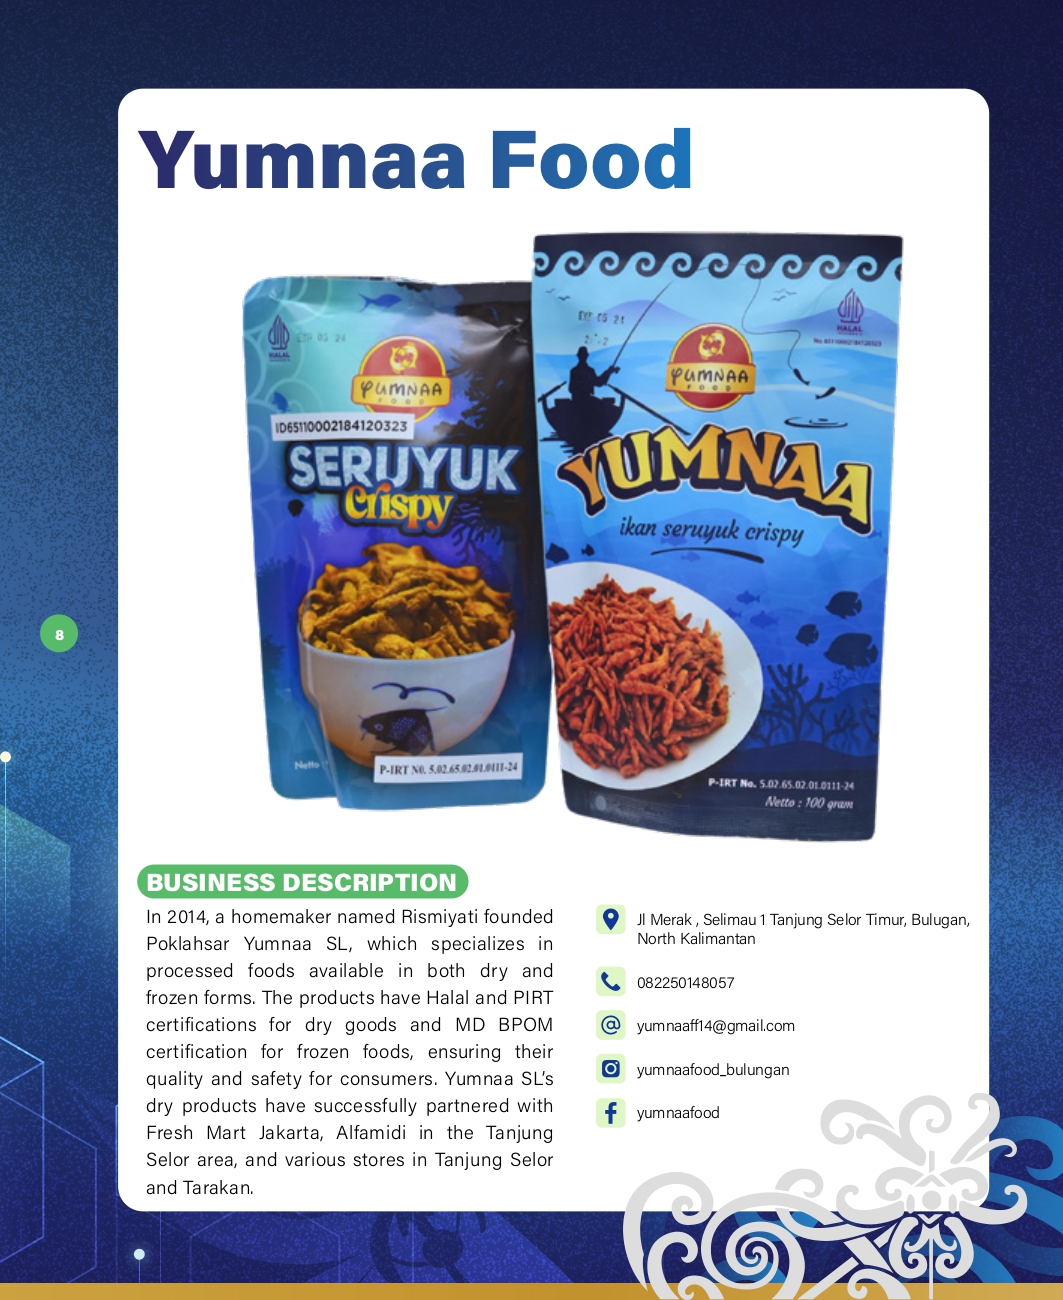 Yumnaa Food
HALAL
EXP 05 24
YUMNAA
FOOD
ID65110002184120323
SERUYUK
Crispy
Netto
P-IRT N0. 5.02.65.02.01.0111-24
HALAL
No. 65110002184120323
YUMNAA
FOOD
YUMNAA
ikan seruyuk crispy
P-IRT No. 5.02.65.02.01.0111-24
Netto : 100 gram
8
BUSINESS DESCRIPTION
In 2014, a homemaker named Rismiyati founded
Poklahsar Yumnaa SL, which specializes in
processed foods available in both dry and
frozen forms. The products have Halal and PIRT
certifications for dry goods and MD BPOM
certification for frozen foods, ensuring their
quality and safety for consumers. Yumnaa SL’s
dry products have successfully partnered with
Fresh Mart Jakarta, Alfamidi in the Tanjung
Selor area, and various stores in Tanjung Selor
and Tarakan.
Jl Merak , Selimau 1 Tanjung Selor Timur, Bulugan,
North Kalimantan
082250148057
yumnaaff14@gmail.com
yumnaafood_bulungan
yumnaafood